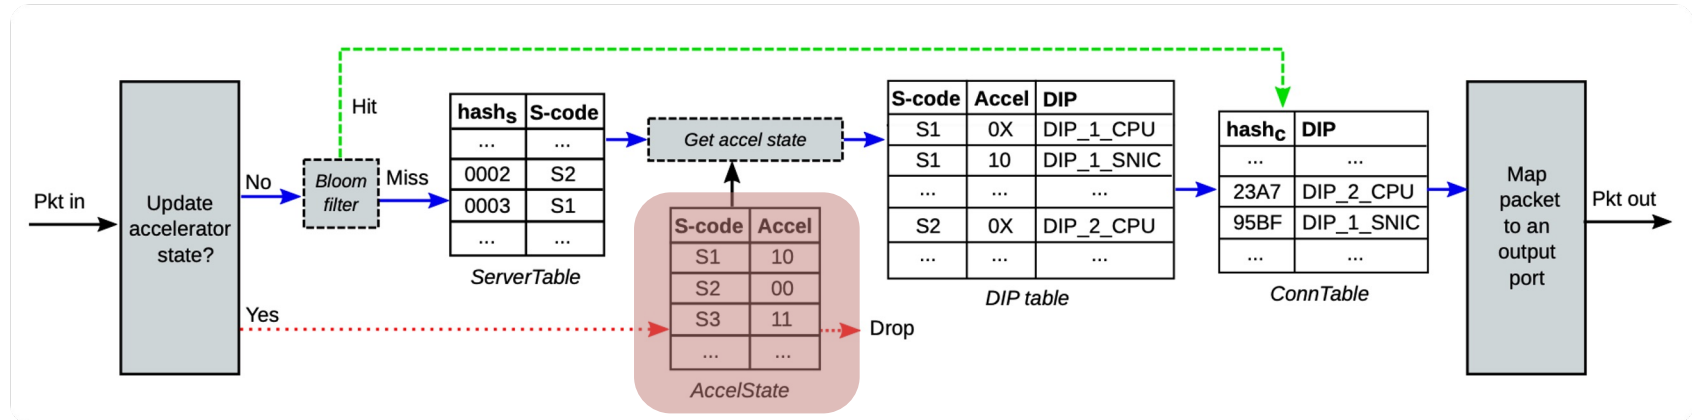 Pkt in
Update
accelerator
state?
No
Yes
Hit
Bloom
filter
Miss
hashS S-code
... ...
0002 S2
0003 S1
... ...
ServerTable
Get accel state
S-code Accel
S1 10
S2 00
S3 11
... ...
AccelState
Drop
S-code Accel DIP
S1 0X DIP_1_CPU
S1 10 DIP_1_SNIC
... ... ...
S2 0X DIP_2_CPU
... ... ...
DIP table
hashC DIP
... ...
23A7 DIP_2_CPU
95BF DIP_1_SNIC
... ...
ConnTable
Map
packet
to an
output
port
Pkt out